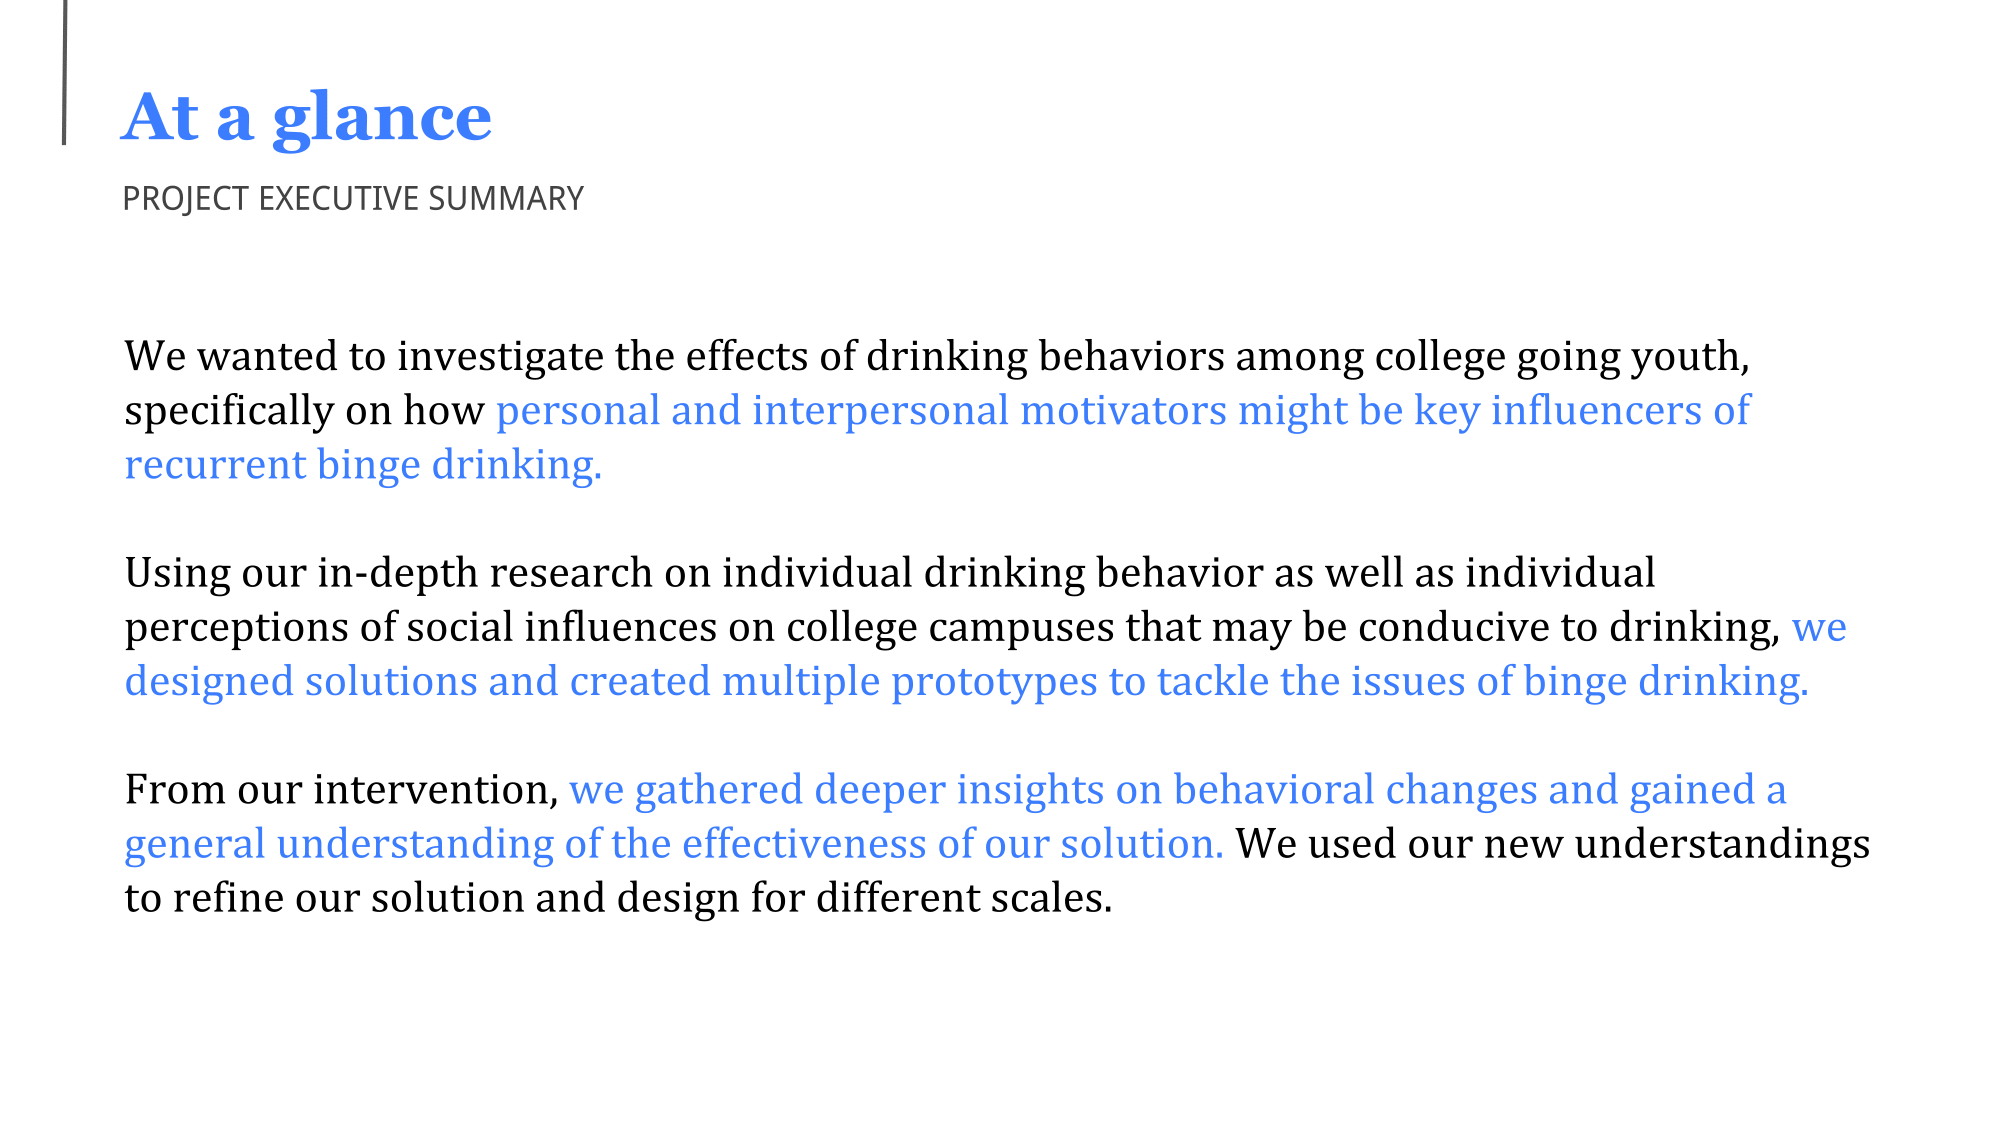 At a glance
PROJECT EXECUTIVE SUMMARY
We wanted to investigate the effects of drinking behaviors among college going youth,
specifically on how personal and interpersonal motivators might be key influencers of
recurrent binge drinking.
Using our in-depth research on individual drinking behavior as well as individual
perceptions of social influences on college campuses that may be conducive to drinking, we
designed solutions and created multiple prototypes to tackle the issues of binge drinking.
From our intervention, we gathered deeper insights on behavioral changes and gained a
general understanding of the effectiveness of our solution. We used our new understandings
to refine our solution and design for different scales.